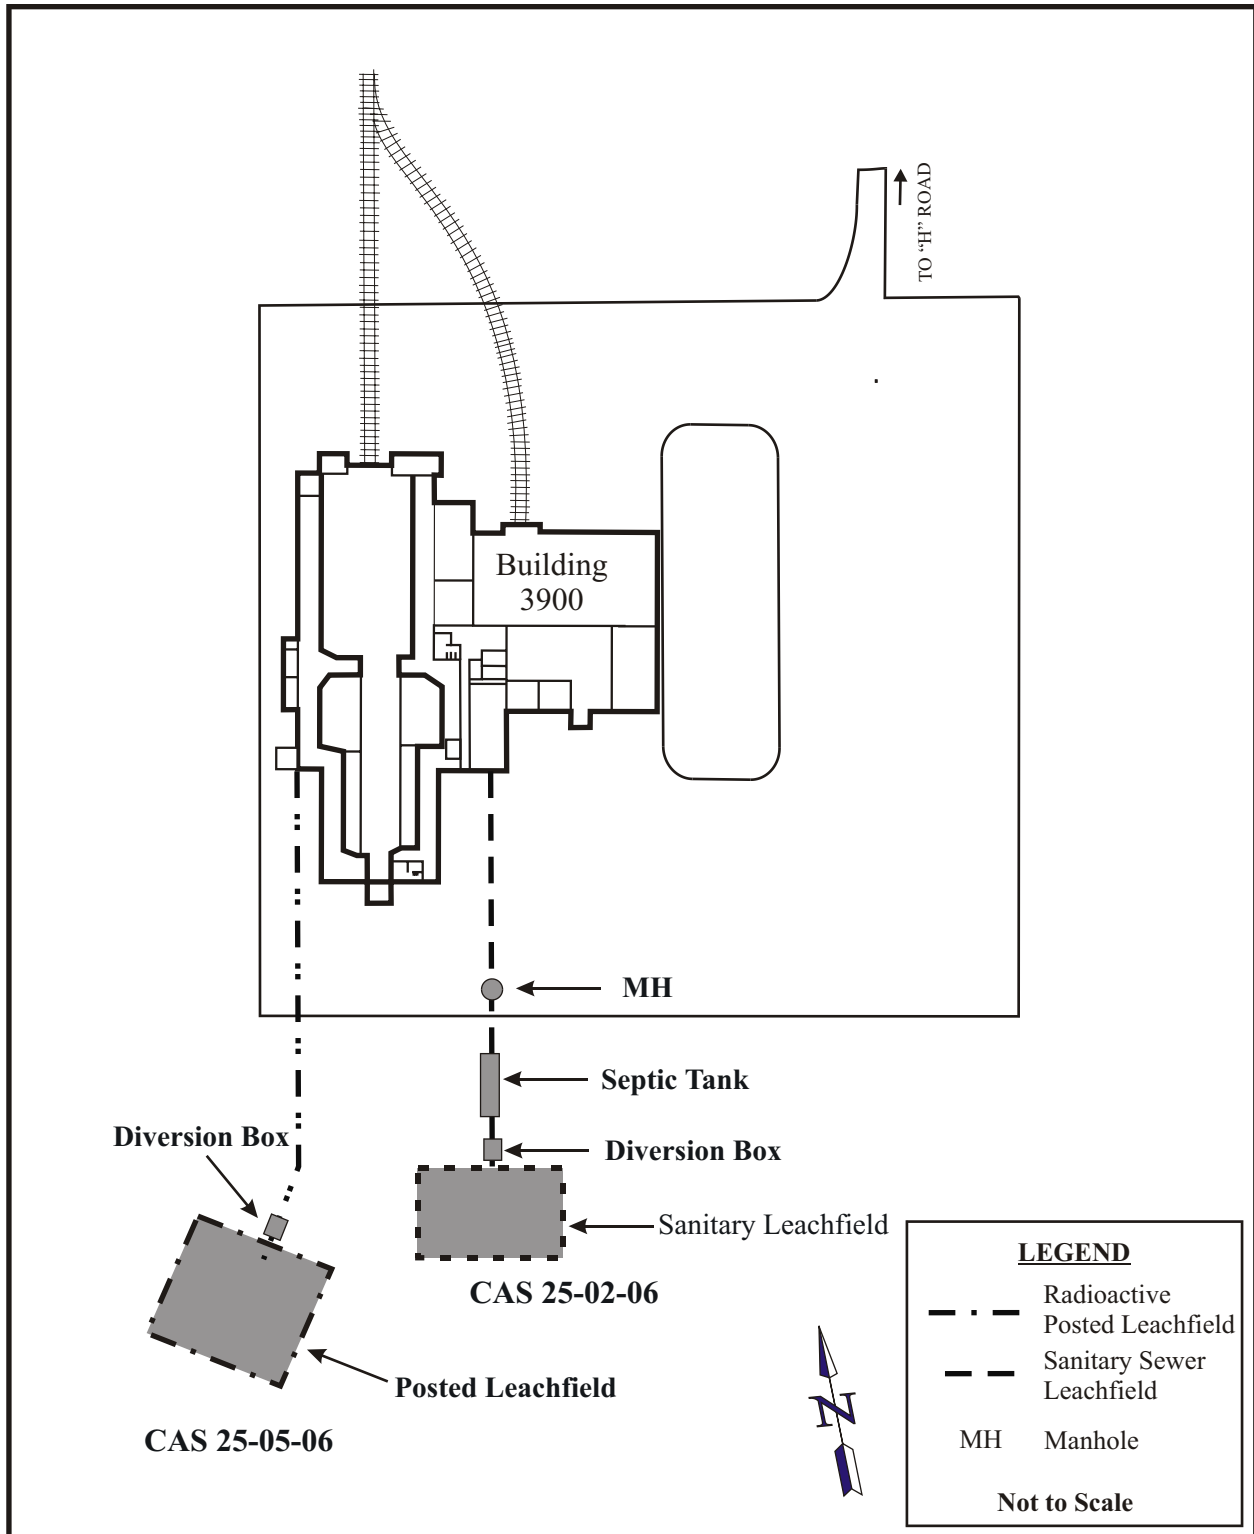 TO “H” ROAD
Building
3900
MH
Septic Tank
Diversion Box
Diversion Box
Sanitary Leachfield
CAS 25-02-06
Posted Leachfield
CAS 25-05-06
N
LEGEND
Radioactive
Posted Leachfield
Sanitary Sewer
Leachfield
MH Manhole
Not to Scale